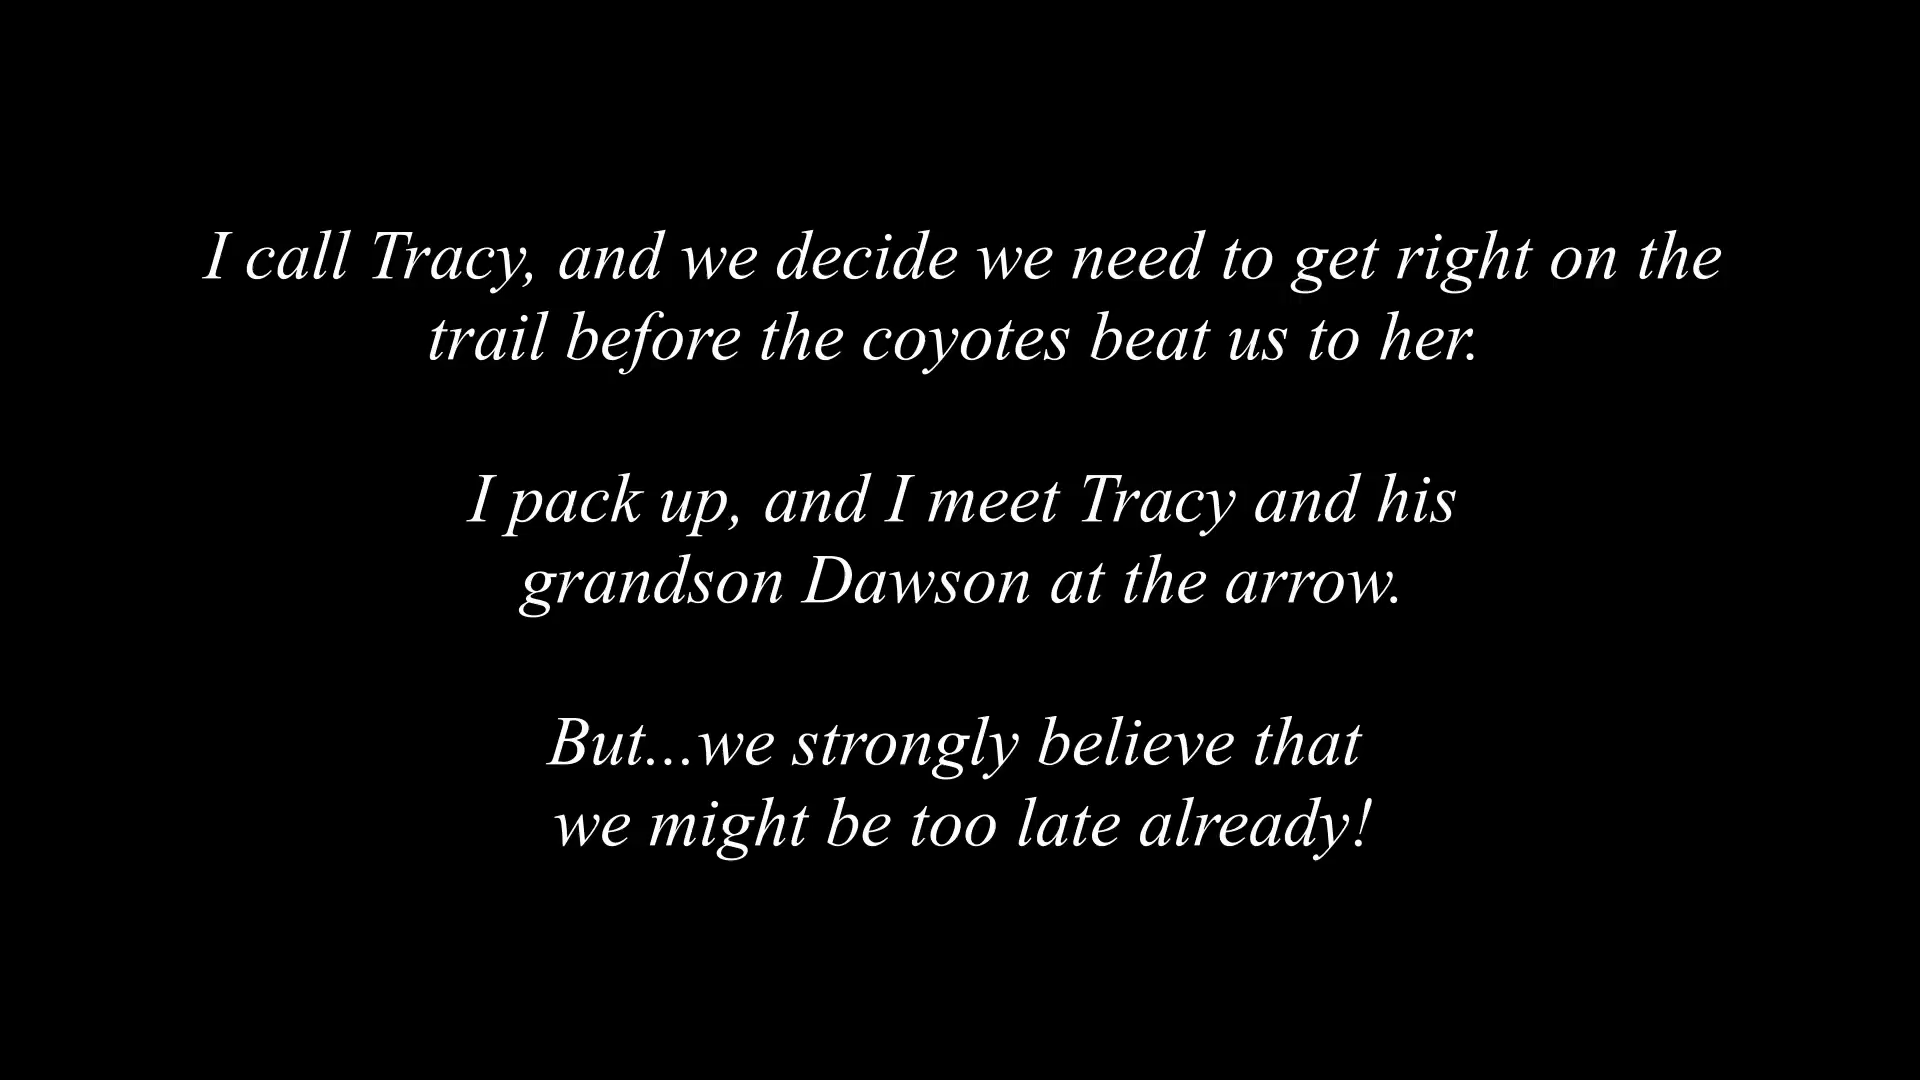 I call Tracy, and we decide we need to get right on the
trail before the coyotes beat us to her.
I pack up, and I meet Tracy and his
grandson Dawson at the arrow.
But...we strongly believe that
we might be too late already!